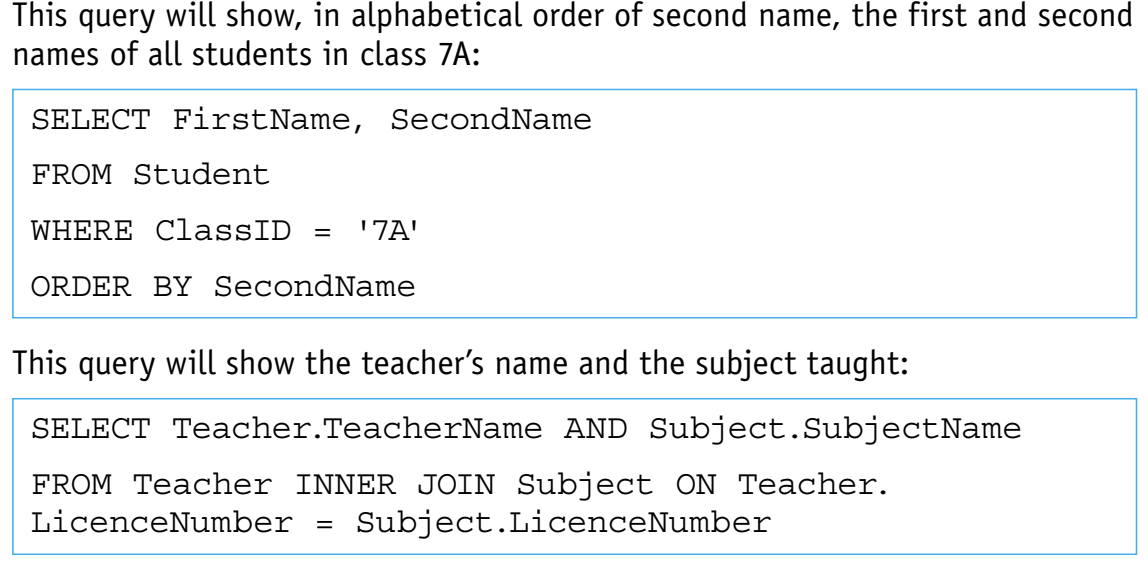 This query will show, in alphabetical order of second name, the first and second
names of all students in class 7A:
SELECT FirstName, SecondName
FROM Student
WHERE ClassID = '7A'
ORDER BY SecondName
This query will show the teacher’s name and the subject taught:
SELECT Teacher.TeacherName AND Subject.SubjectName
FROM Teacher INNER JOIN Subject ON Teacher.
LicenceNumber = Subject.LicenceNumber